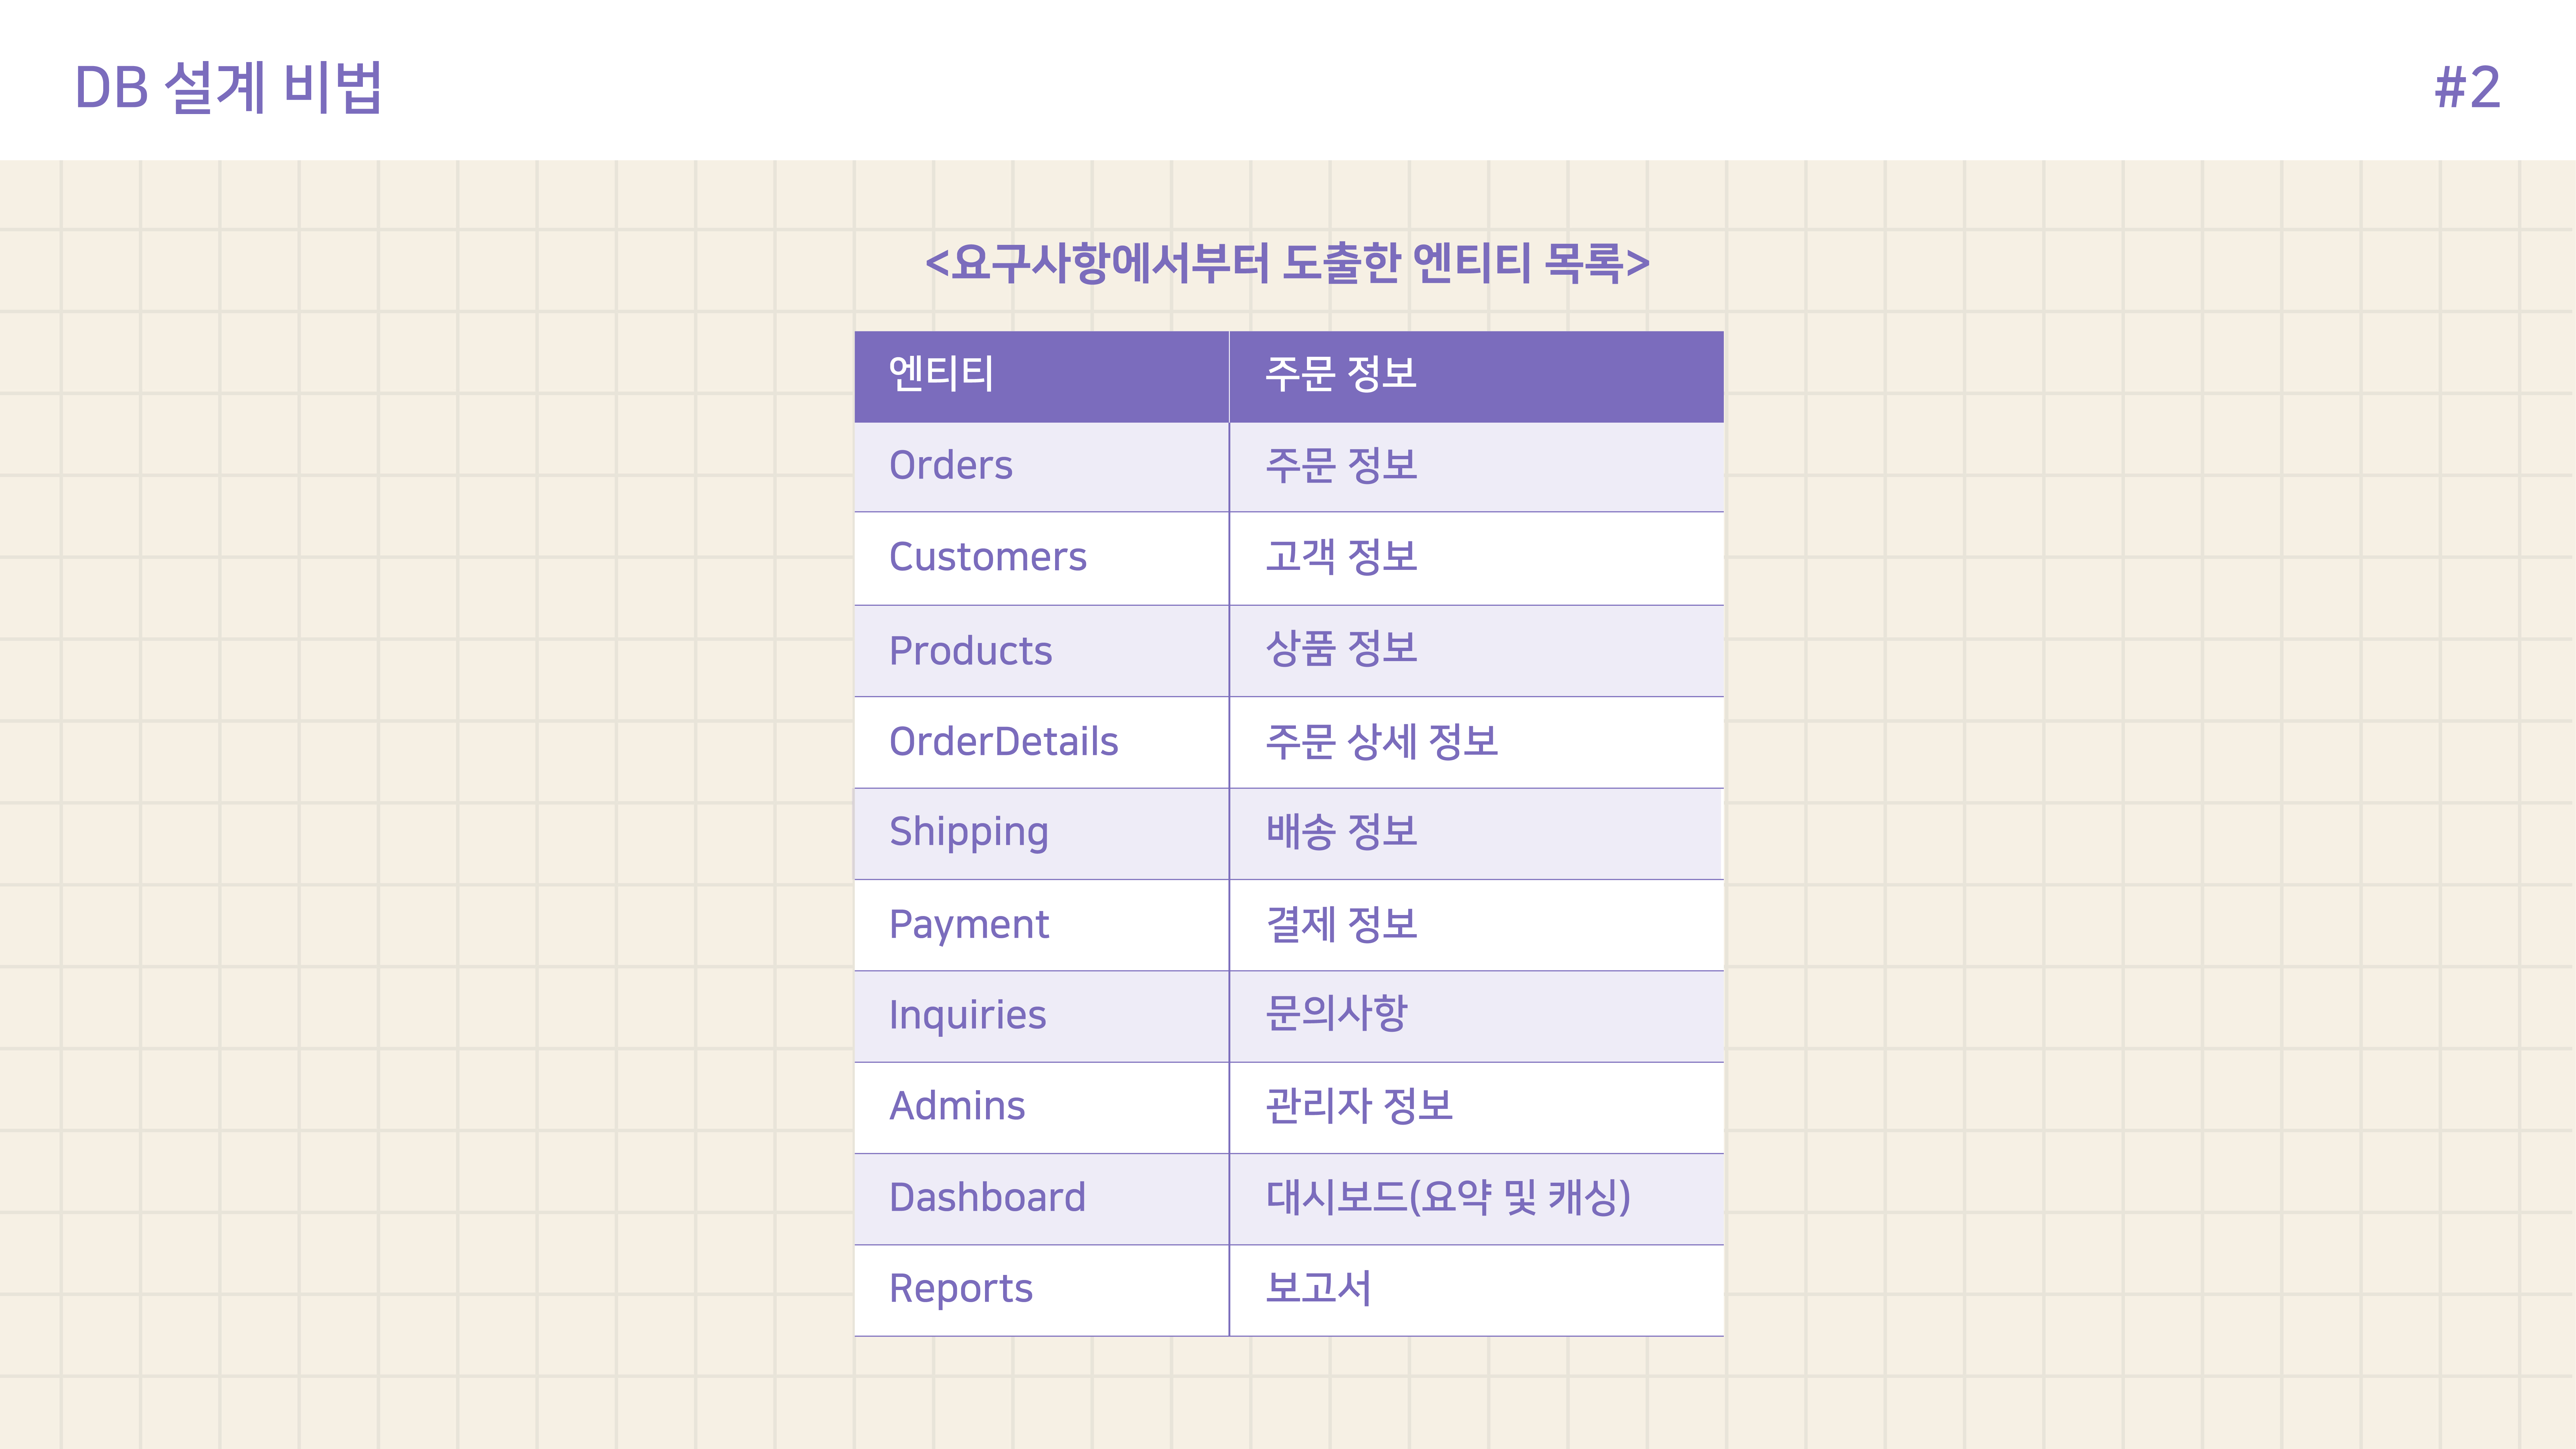 DB 설계 비법
#2
<요구사항에서부터 도출한 엔티티 목록>
엔티티 주문 정보
Orders 주문 정보
Customers 고객 정보
Products 상품 정보
OrderDetails 주문 상세 정보
Shipping 배송 정보
Payment 결제 정보
Inquiries 문의사항
Admins 관리자 정보
Dashboard 대시보드(요약 및 캐싱)
Reports 보고서